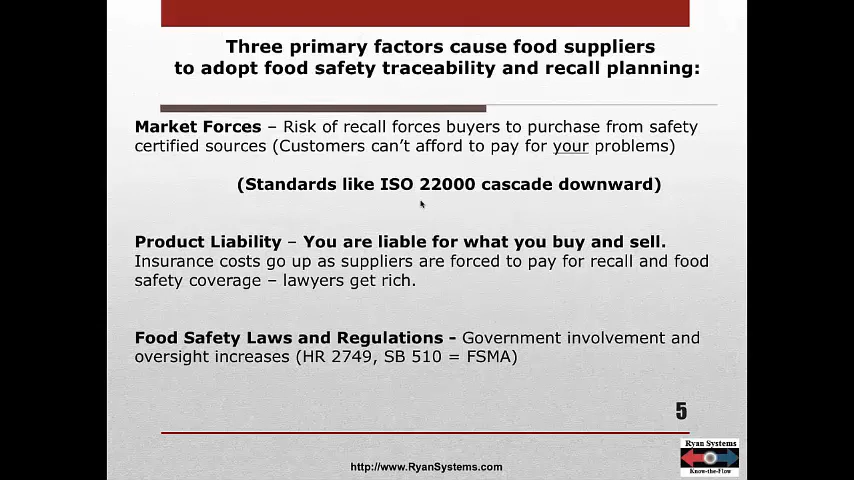 Three primary factors cause food suppliers
to adopt food safety traceability and recall planning:
Market Forces – Risk of recall forces buyers to purchase from safety
certified sources (Customers can't afford to pay for your problems)
(Standards like ISO 22000 cascade downward)
Product Liability – You are liable for what you buy and sell.
Insurance costs go up as suppliers are forced to pay for recall and food
safety coverage – lawyers get rich.
Food Safety Laws and Regulations - Government involvement and
oversight increases (HR 2749, SB 510 = FSMA)
5
http://www.RyanSystems.com
Ryan Systems
Know-the-Flow